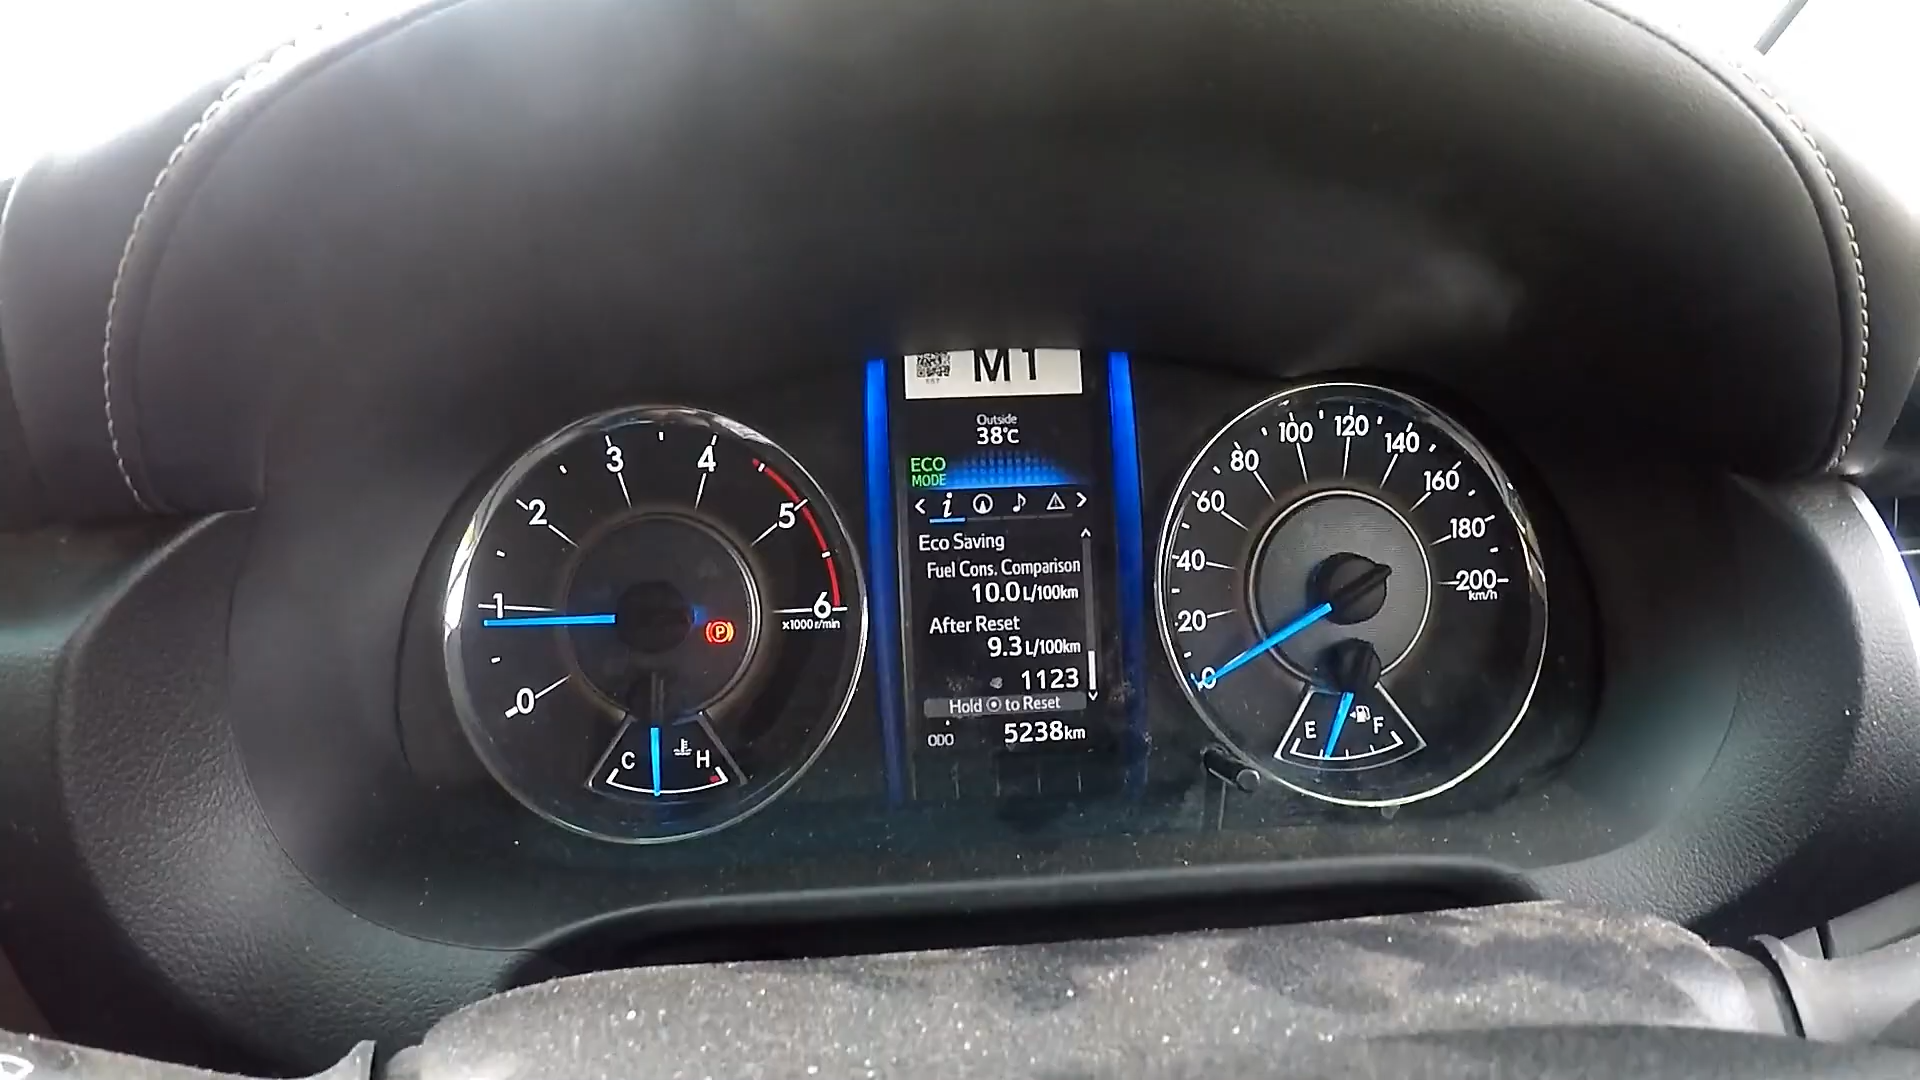 M1
Outside
38°C
ECO
MODE
Eco Saving
Fuel Cons. Comparison
10.0 L/100km
After Reset
9.3 L/100km
1123
Hold to Reset
ODO 5238km
0
1
2
3
4
5
6
x1000 r/min
P
C H
0
20
40
60
80
100
120
140
160
180
200
km/h
E F